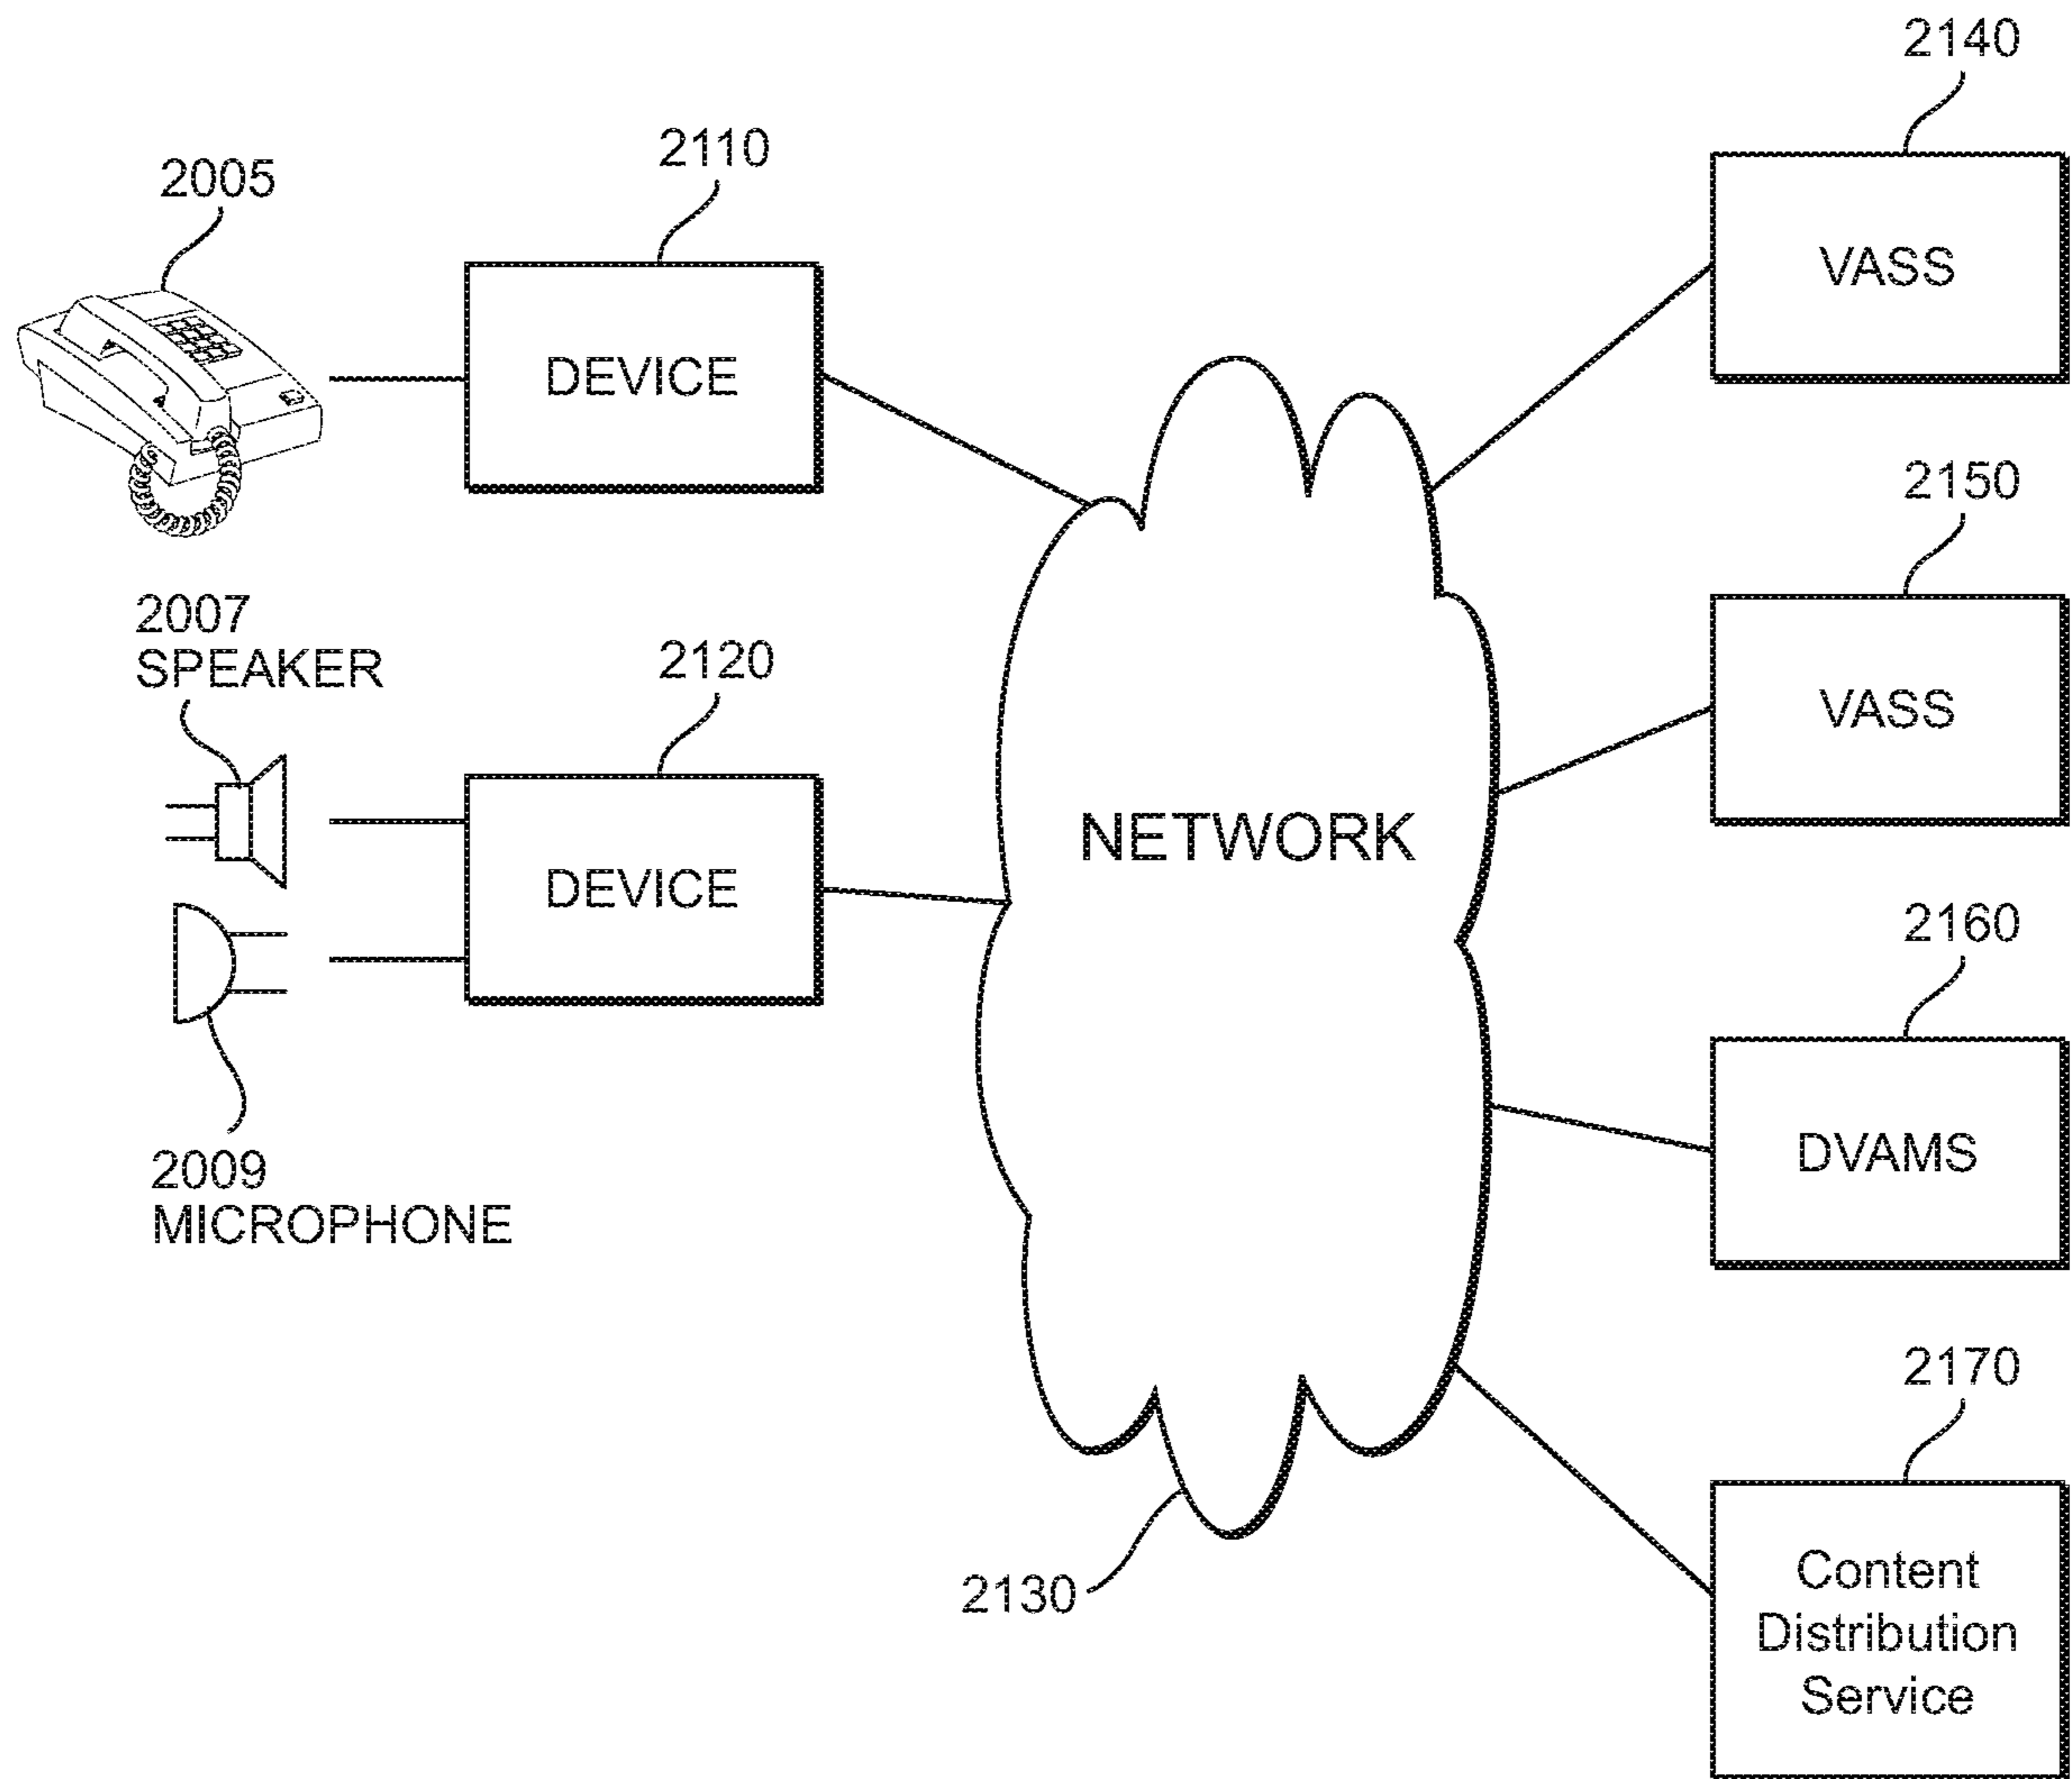 2140
2110
2005
VASS
DEVICE
2150
2007
SPEAKER
2120
VASS
NETWORK
DEVICE
2160
2009
MICROPHONE
DVAMS
2170
2130
Content
Distribution
Service